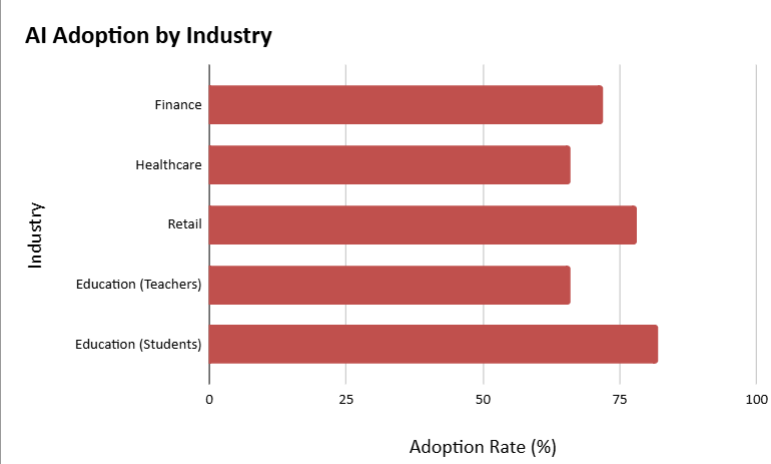 AI Adoption by Industry
Finance
Healthcare
Retail
Education (Teachers)
Education (Students)
Industry
0 25 50 75 100
Adoption Rate (%)